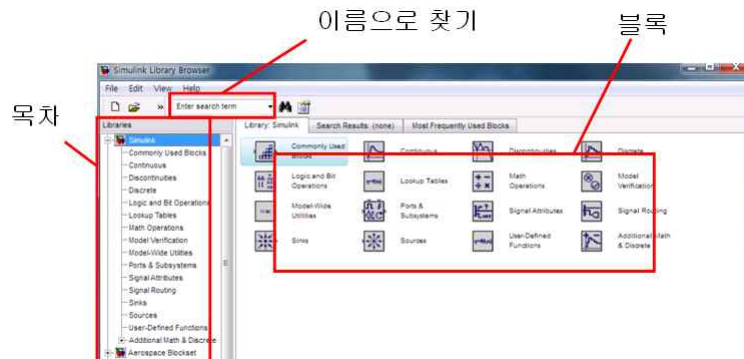 이름으로 찾기
블록
Simulink Library Browser
File Edit View Help
목차
» Enter search term
Libraries
Library: Simulink Search Results: (none) Most Frequently Used Blocks
Simulink
Commonly Used Blocks
Continuous
Discontinuities
Discrete
Logic and Bit Operations
Lookup Tables
Math Operations
Model Verification
Model-Wide Utilities
Ports & Subsystems
Signal Attributes
Signal Routing
Sinks
Sources
User-Defined Functions
Additional Math & Discrete
Aerospace Blockset
Commonly Used
Blocks
Continuous
Discontinuities
Discrete
Logic and Bit
Operations
Lookup Tables
Math
Operations
Model
Verification
Model-Wide
Utilities
Ports &
Subsystems
Signal Attributes
Signal Routing
Sinks
Sources
User-Defined
Functions
Additional Math
& Discrete